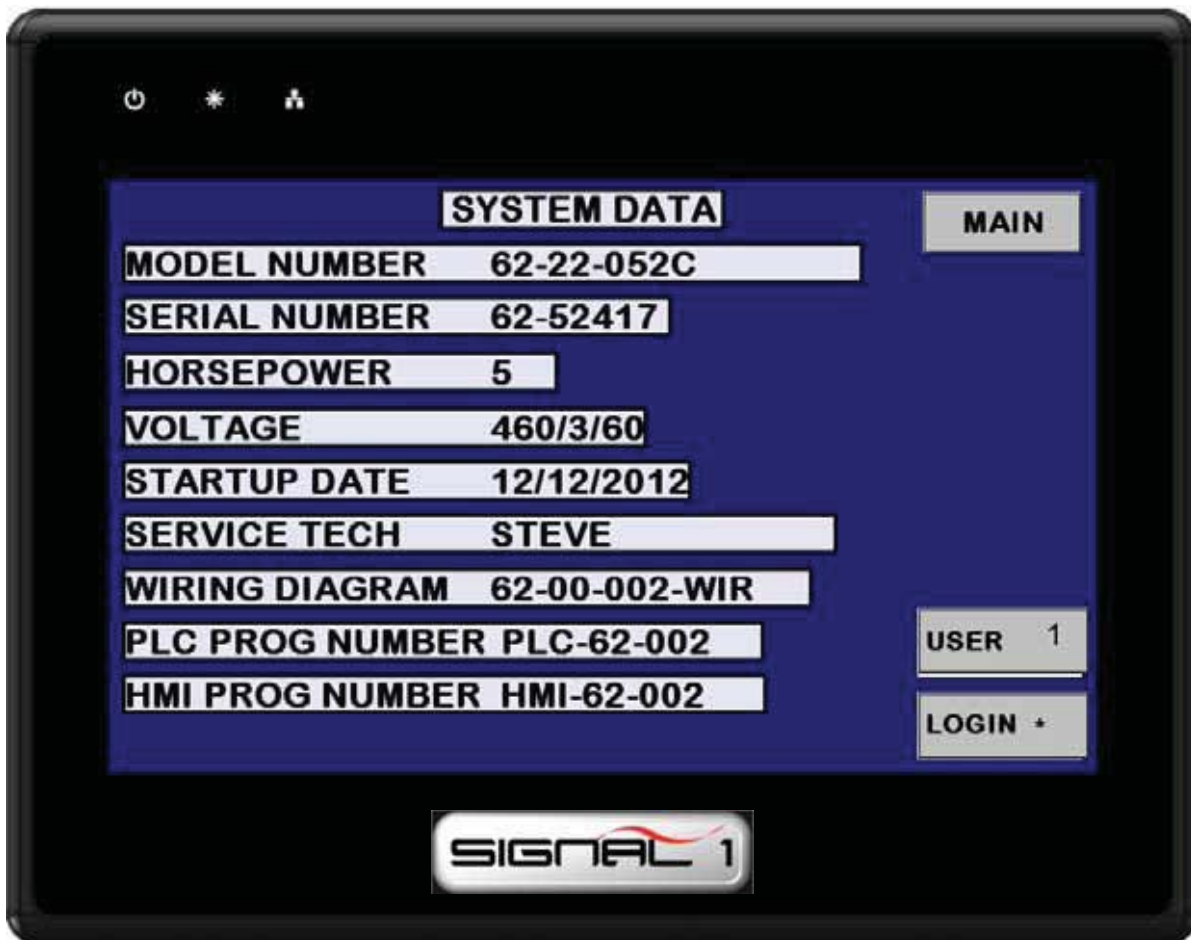 SYSTEM DATA
MAIN
MODEL NUMBER 62-22-052C
SERIAL NUMBER 62-52417
HORSEPOWER 5
VOLTAGE 460/3/60
STARTUP DATE 12/12/2012
SERVICE TECH STEVE
WIRING DIAGRAM 62-00-002-WIR
PLC PROG NUMBER PLC-62-002
USER 1
HMI PROG NUMBER HMI-62-002
LOGIN *
SIGNAL 1